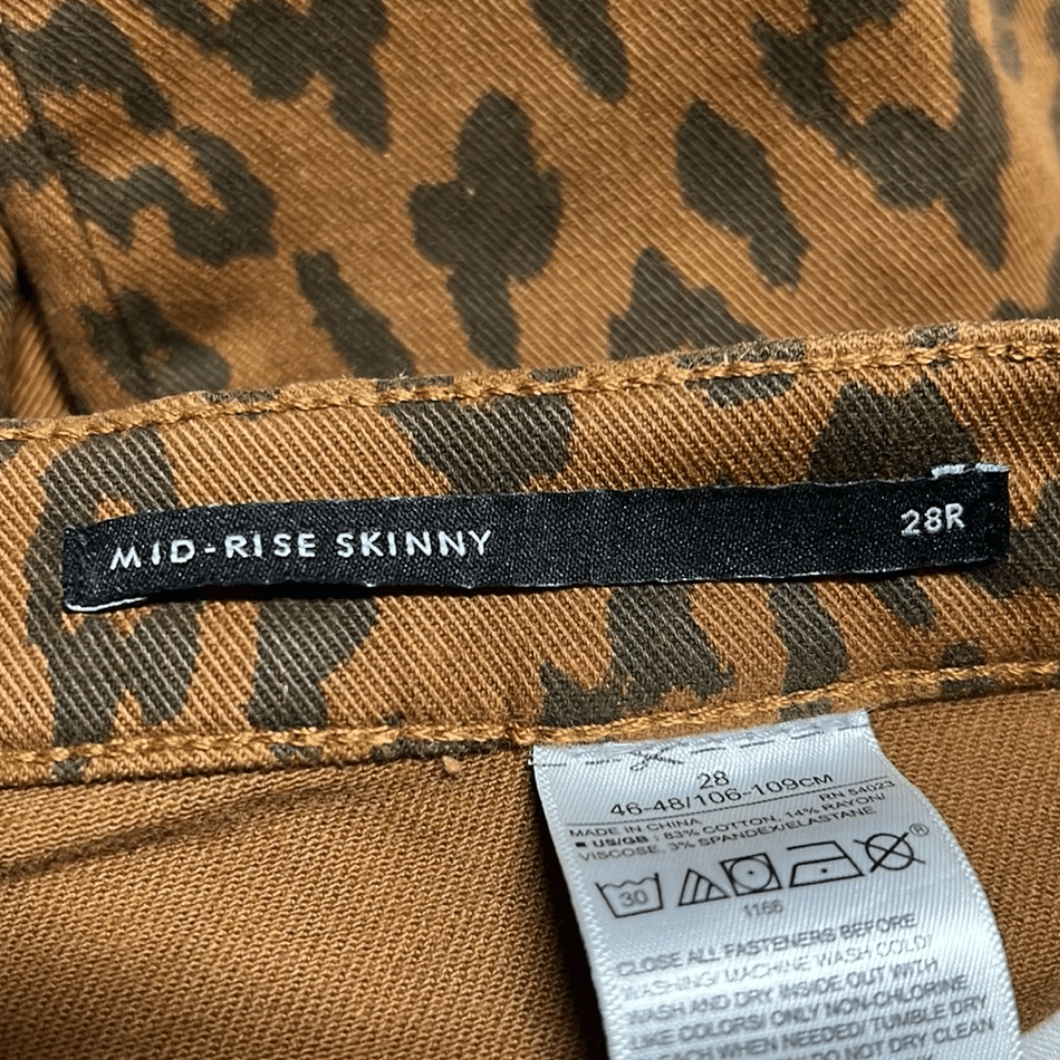 MID-RISE SKINNY 28R
28
46-48/106-109CM
RN 54023
MADE IN CHINA
■ US/GB : 83% COTTON, 14% RAYON/
VISCOSE, 3% SPANDEX/ELASTANE
30
®
1166
CLOSE ALL FASTENERS BEFORE
WASHING/ MACHINE WASH COLD/
WASH AND DRY INSIDE OUT WITH
LIKE COLORS/ ONLY NON-CHLORINE
BLEACH WHEN NEEDED/ TUMBLE DRY
DO NOT DRY CLEAN